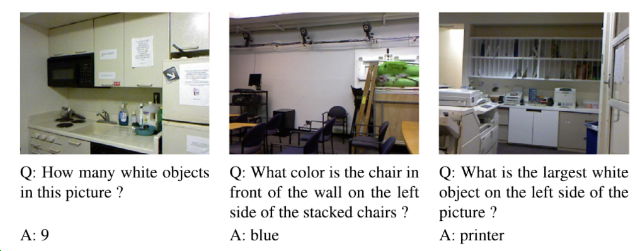 Q: How many white objects
in this picture ?
A: 9
Q: What color is the chair in
front of the wall on the left
side of the stacked chairs ?
A: blue
Q: What is the largest white
object on the left side of the
picture ?
A: printer